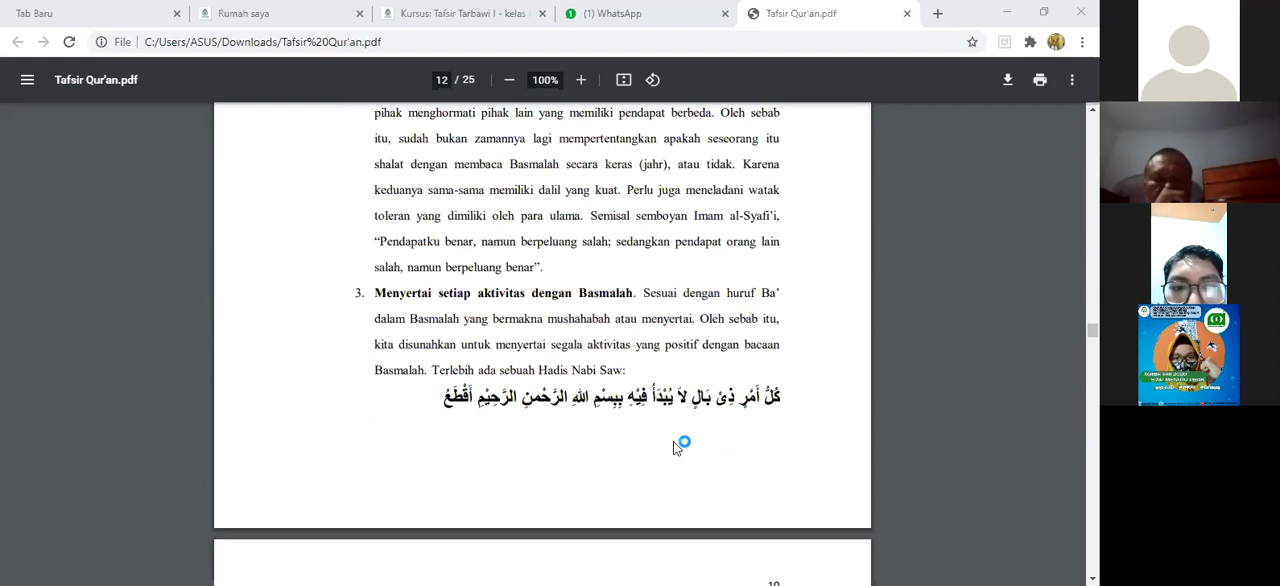 Tab Baru
Rumah saya
Kursus: Tafsir Tarbawi I - kelas
(1) WhatsApp
Tafsir Qur'an.pdf
File C:/Users/ASUS/Downloads/Tafsir%20Qur'an.pdf
Tafsir Qur'an.pdf
12 / 25
100%
pihak menghormati pihak lain yang memiliki pendapat berbeda. Oleh sebab
itu, sudah bukan zamannya lagi mempertentangkan apakah seseorang itu
shalat dengan membaca Basmalah secara keras (jahr), atau tidak. Karena
keduanya sama-sama memiliki dalil yang kuat. Perlu juga meneladani watak
toleran yang dimiliki oleh para ulama. Semisal semboyan Imam al-Syafi'i,
“Pendapatku benar, namun berpeluang salah; sedangkan pendapat orang lain
salah, namun berpeluang benar”.
3. Menyertai setiap aktivitas dengan Basmalah. Sesuai dengan huruf Ba'
dalam Basmalah yang bermakna mushahabah atau menyertai. Oleh sebab itu,
kita disunahkan untuk menyertai segala aktivitas yang positif dengan bacaan
Basmalah. Terlebih ada sebuah Hadis Nabi Saw:
كُلُّ أَمْرٍ ذِىْ بَالٍ لاَ يُبْدَأُ فِيْهِ بِبِسْمِ اللهِ الرَّحْمنِ الرَّحِيْمِ أَقْطَعُ